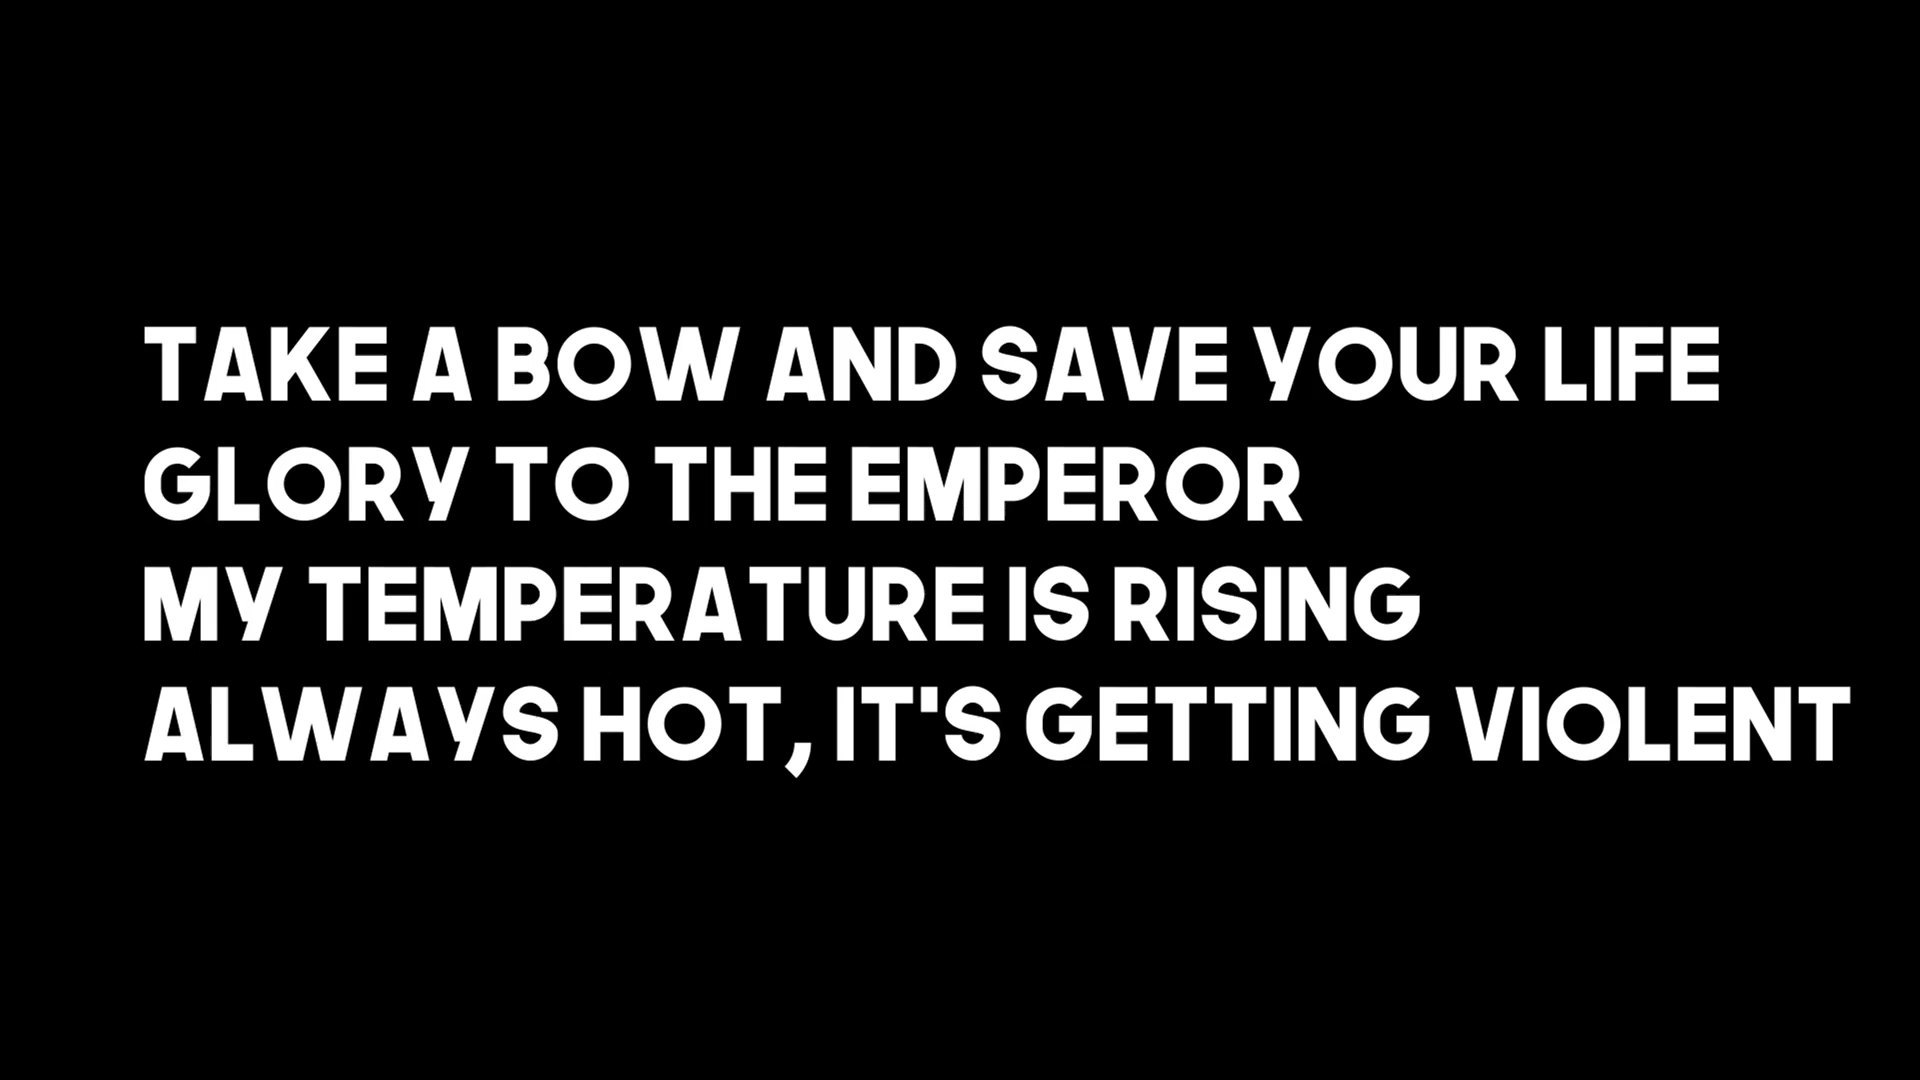 TAKE A BOW AND SAVE YOUR LIFE
GLORY TO THE EMPEROR
MY TEMPERATURE IS RISING
ALWAYS HOT, IT'S GETTING VIOLENT